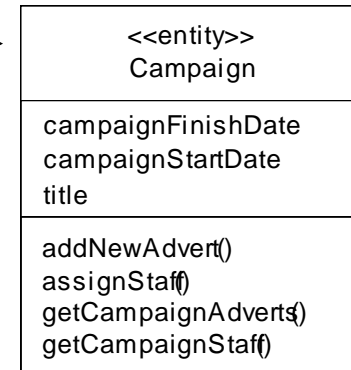 <<entity>>
Campaign
campaignFinishDate
campaignStartDate
title
addNewAdvert()
assignStaff()
getCampaignAdverts()
getCampaignStaff()